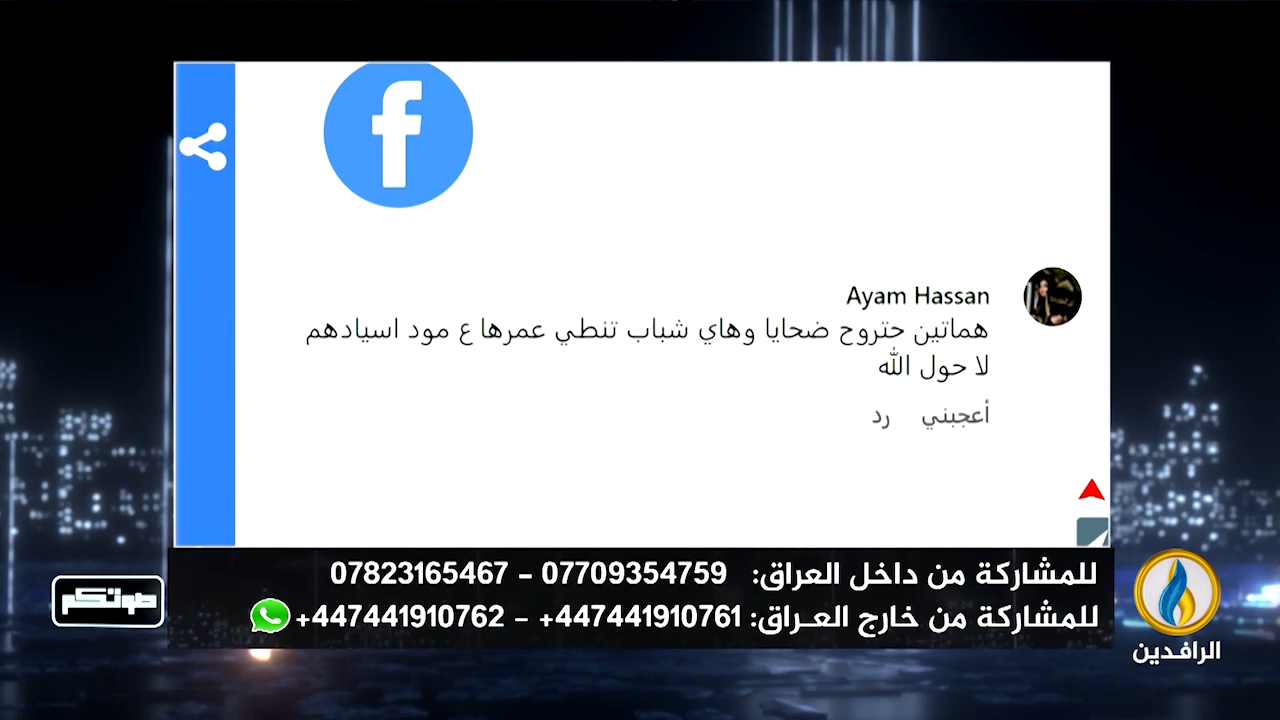 Ayam Hassan
هماتين حتروح ضحايا وهاي شباب تنطي عمرها ع مود اسيادهم
لا حول الله
أعجبني رد
للمشاركة من داخل العراق: 07709354759 - 07823165467
للمشاركة من خارج العـراق: 447441910761+ - 447441910762+
صوتكم
الرافدين